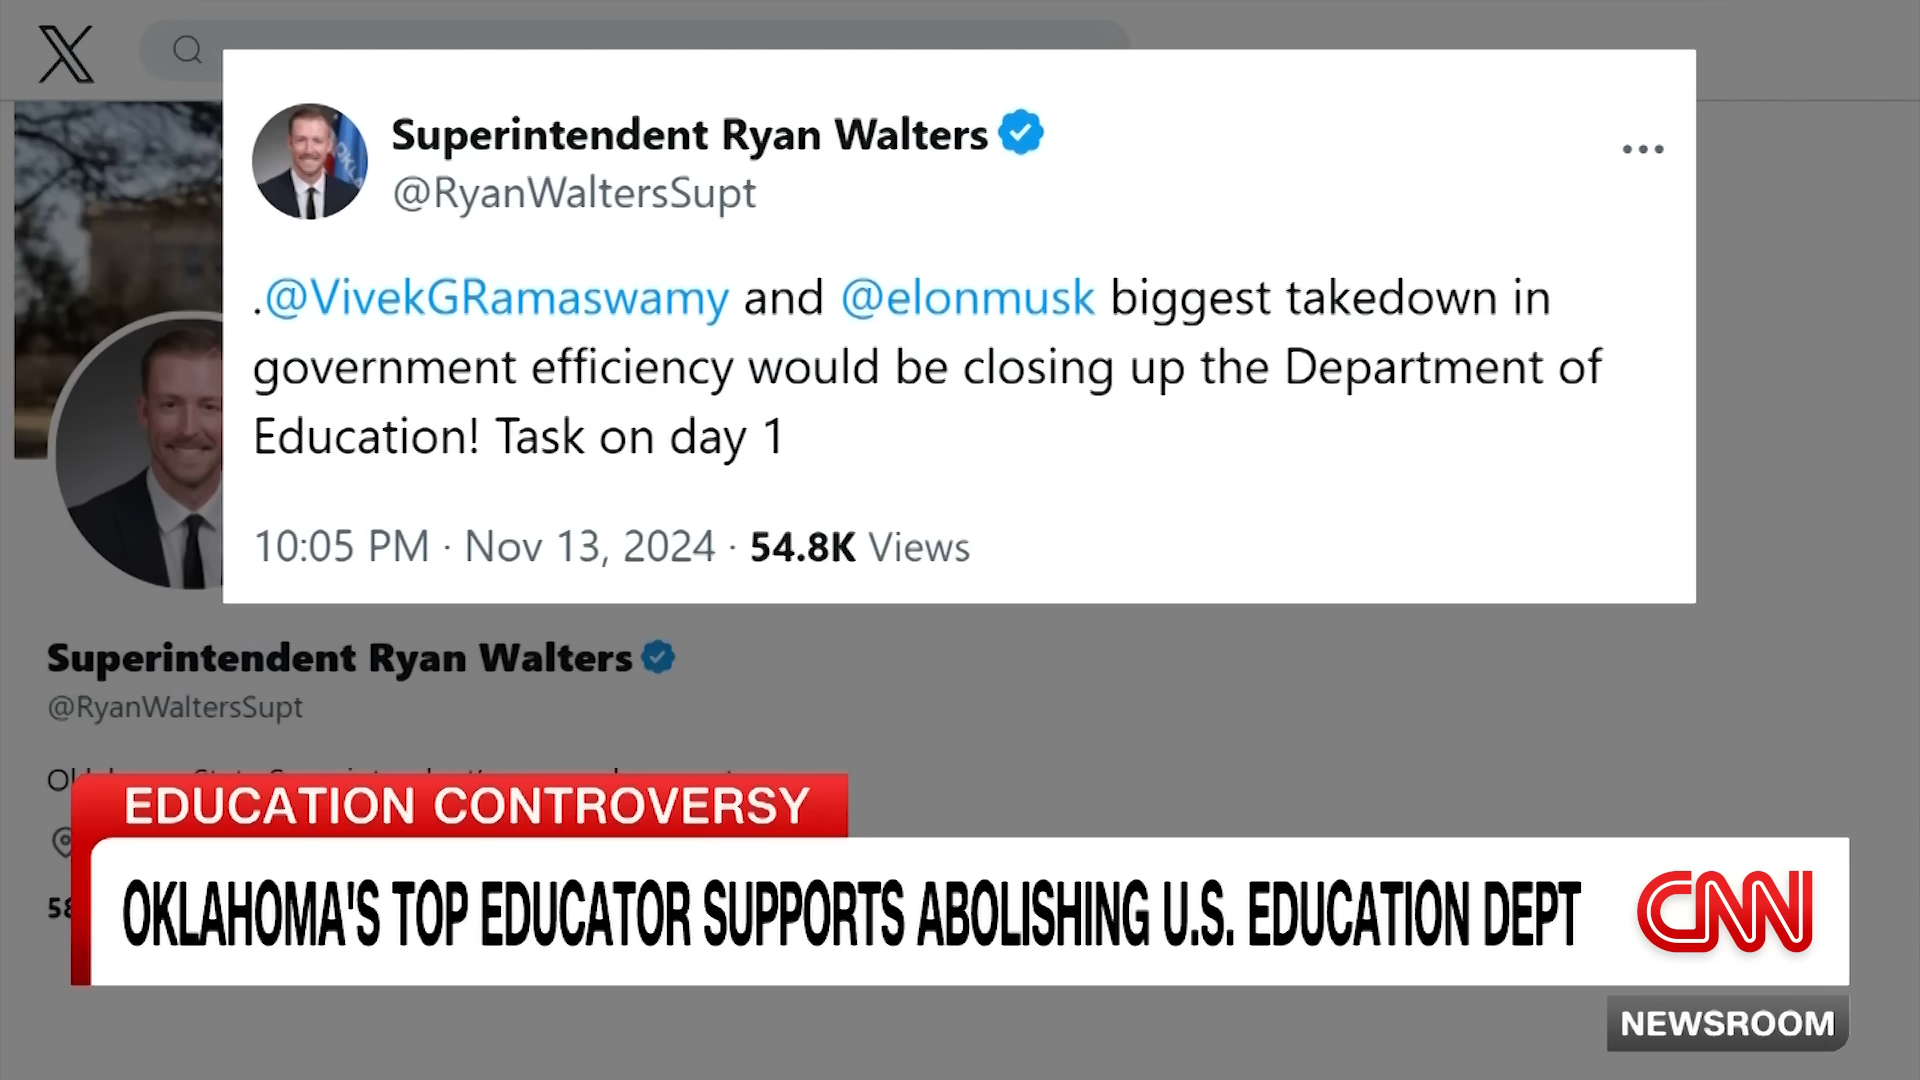 X
Superintendent Ryan Walters
@RyanWaltersSupt
.@VivekGRamaswamy and @elonmusk biggest takedown in
government efficiency would be closing up the Department of
Education! Task on day 1
10:05 PM · Nov 13, 2024 · 54.8K Views
Superintendent Ryan Walters
@RyanWaltersSupt
EDUCATION CONTROVERSY
OKLAHOMA'S TOP EDUCATOR SUPPORTS ABOLISHING U.S. EDUCATION DEPT
CNN
NEWSROOM